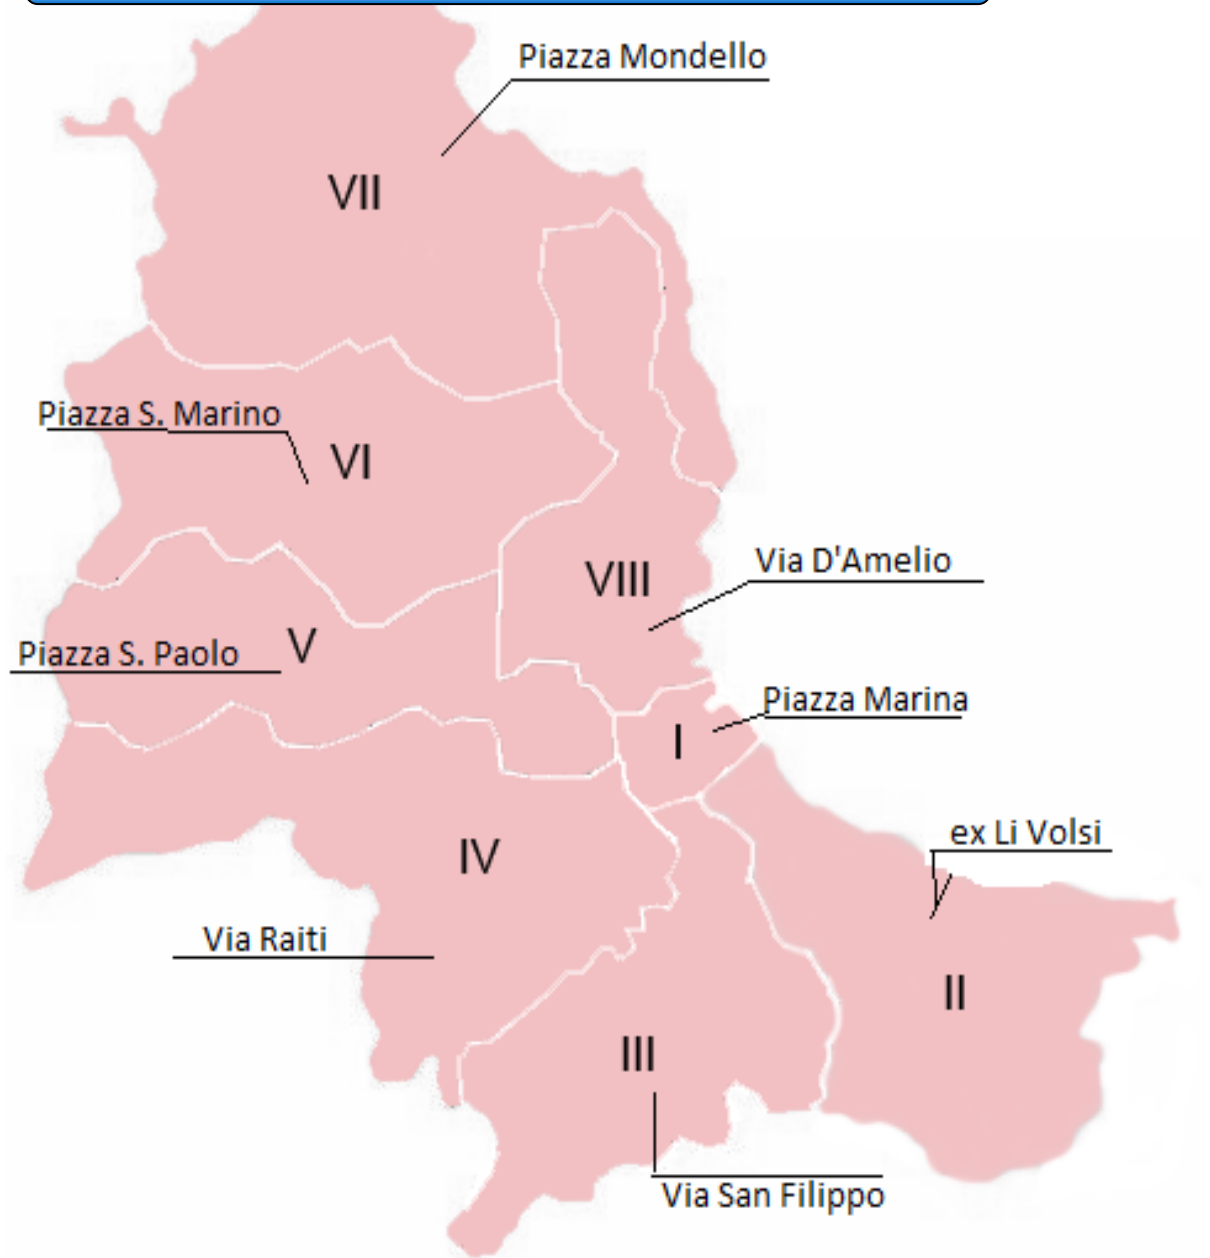 Piazza Mondello
VII
Piazza S. Marino
VI
Via D'Amelio
VIII
Piazza S. Paolo
V
Piazza Marina
I
ex Li Volsi
IV
Via Raiti
II
III
Via San Filippo